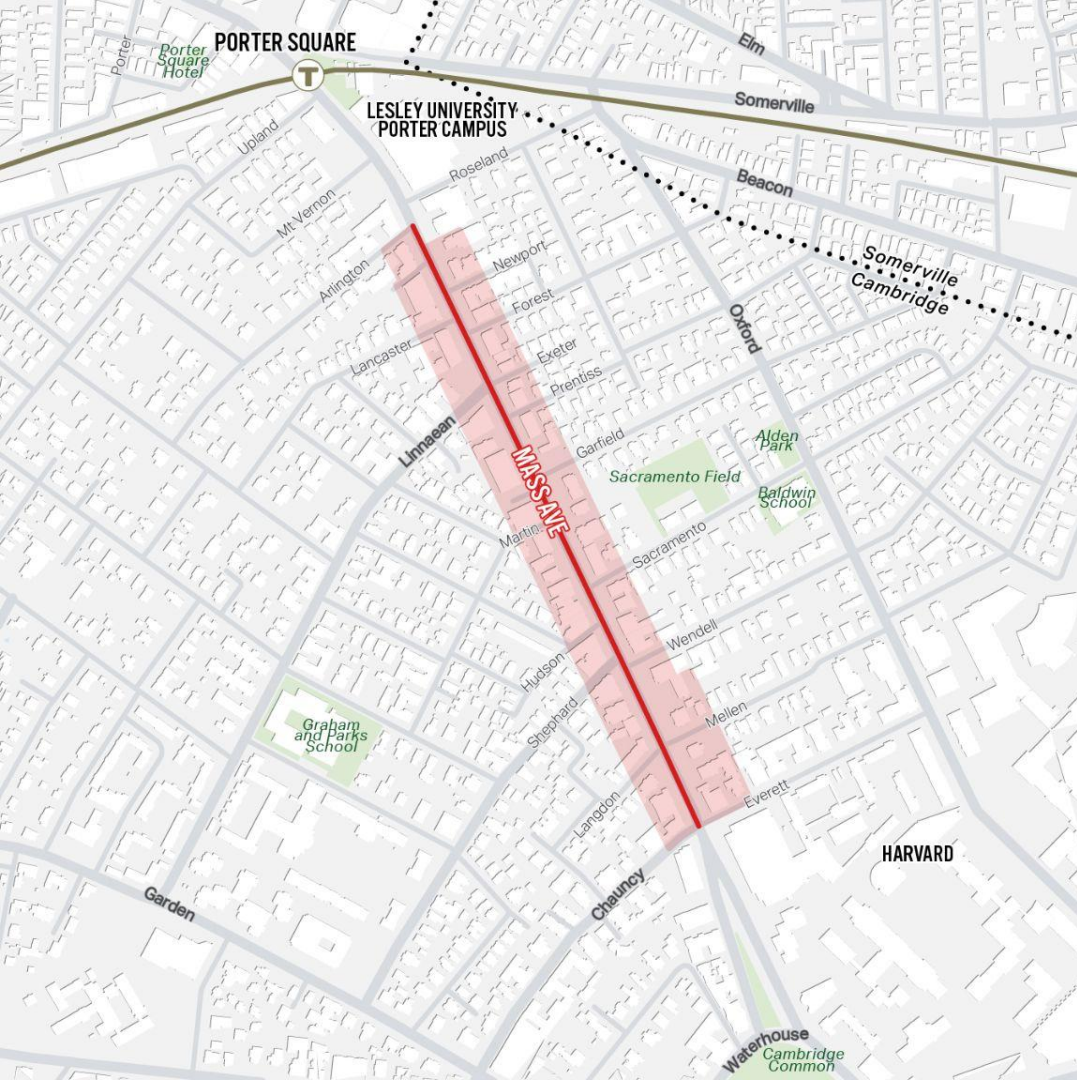 PORTER SQUARE
Porter
Porter
Square
Hotel
T
Elm
Somerville
LESLEY UNIVERSITY
PORTER CAMPUS
Upland
Roseland
Beacon
Mt Vernon
Newport
Arlington
Somerville
Cambridge
Forest
Oxford
Lancaster
Exeter
Prentiss
Linnaean
Garfield
Alden
Park
MASS AVE
Sacramento Field
Baldwin
School
Martin
Sacramento
Wendell
Hudson
Shephard
Mellen
Graham
and Parks
School
Everett
Langdon
HARVARD
Chauncy
Garden
Waterhouse
Cambridge
Common